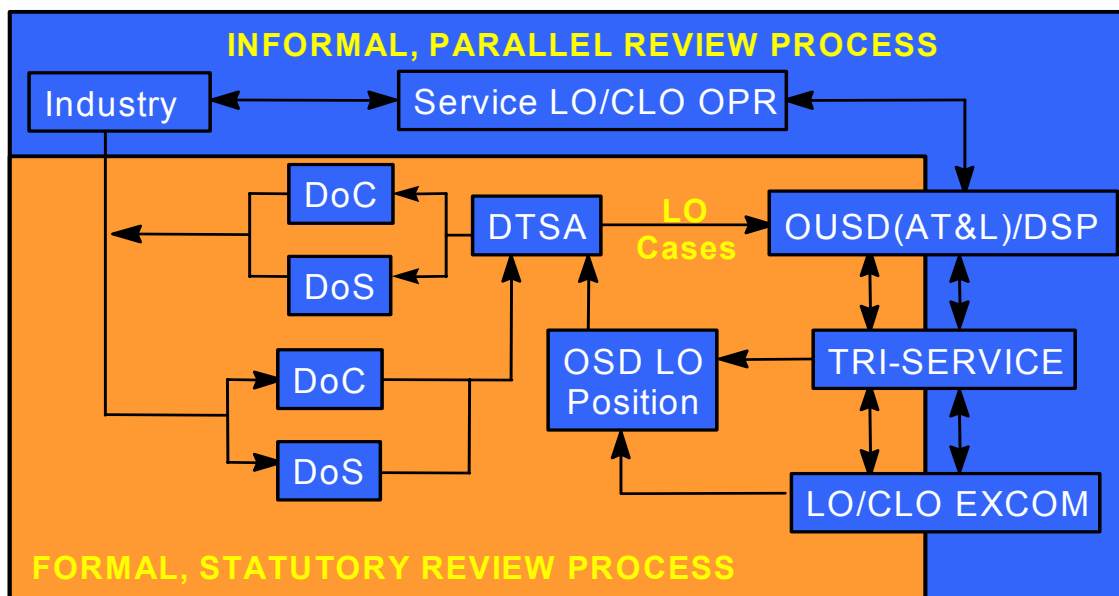 INFORMAL, PARALLEL REVIEW PROCESS
Industry
Service LO/CLO OPR
DoC
DoS
DTSA
LO
Cases
OUSD(AT&L)/DSP
DoC
DoS
OSD LO
Position
TRI-SERVICE
LO/CLO EXCOM
FORMAL, STATUTORY REVIEW PROCESS